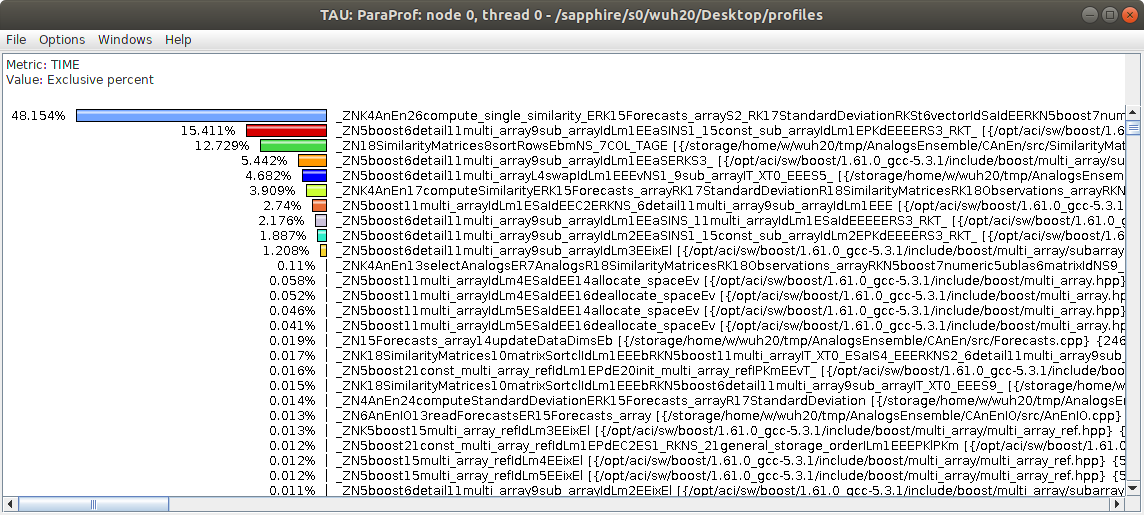 TAU: ParaProf: node 0, thread 0 - /sapphire/s0/wuh20/Desktop/profiles
File Options Windows Help
Metric: TIME
Value: Exclusive percent
48.154% _ZNK4AnEn26compute_single_similarity_ERK15Forecasts_arrayS2_RK17StandardDeviationRKSt6vectorIdSaIdEERKN5boost7num
15.411% _ZN5boost6detail11multi_array9sub_arrayIdLm1EEaSINS1_15const_sub_arrayIdLm1EPKdEEEERS3_RKT_ [{/opt/aci/sw/boost/1.6
12.729% _ZN18SimilarityMatrices8sortRowsEbmNS_7COL_TAGE [{/storage/home/w/wuh20/tmp/AnalogsEnsemble/CAnEn/src/SimilarityMat
5.442% _ZN5boost6detail11multi_array9sub_arrayIdLm1EEaSERKS3_ [{/opt/aci/sw/boost/1.61.0_gcc-5.3.1/include/boost/multi_array/su
4.682% _ZN5boost6detail11multi_arrayL4swapIdLm1EEEvNS1_9sub_arrayIT_XT0_EEES5_ [{/storage/home/w/wuh20/tmp/AnalogsEnsem
3.909% _ZNK4AnEn17computeSimilarityERK15Forecasts_arrayRK17StandardDeviationR18SimilarityMatricesRK18Observations_arrayRKN
2.74% _ZN5boost11multi_arrayIdLm1ESaIdEEC2ERKNS_6detail11multi_array9sub_arrayIdLm1EEE [{/opt/aci/sw/boost/1.61.0_gcc-5.3.1
2.176% _ZN5boost6detail11multi_array9sub_arrayIdLm1EEaSINS_11multi_arrayIdLm1ESaIdEEEEERS3_RKT_ [{/opt/aci/sw/boost/1.61.0_g
1.887% _ZN5boost6detail11multi_array9sub_arrayIdLm2EEaSINS1_15const_sub_arrayIdLm2EPKdEEEERS3_RKT_ [{/opt/aci/sw/boost/1.6
1.208% _ZN5boost6detail11multi_array9sub_arrayIdLm3EEixEl [{/opt/aci/sw/boost/1.61.0_gcc-5.3.1/include/boost/multi_array/subarray
0.11% _ZNK4AnEn13selectAnalogsER7AnalogsR18SimilarityMatricesRK18Observations_arrayRKN5boost7numeric5ublas6matrixIdNS9_
0.058% _ZN5boost11multi_arrayIdLm4ESaIdEE14allocate_spaceEv [{/opt/aci/sw/boost/1.61.0_gcc-5.3.1/include/boost/multi_array.hpp}
0.052% _ZN5boost11multi_arrayIdLm4ESaIdEE16deallocate_spaceEv [{/opt/aci/sw/boost/1.61.0_gcc-5.3.1/include/boost/multi_array.h
0.046% _ZN5boost11multi_arrayIdLm5ESaIdEE14allocate_spaceEv [{/opt/aci/sw/boost/1.61.0_gcc-5.3.1/include/boost/multi_array.hpp}
0.041% _ZN5boost11multi_arrayIdLm5ESaIdEE16deallocate_spaceEv [{/opt/aci/sw/boost/1.61.0_gcc-5.3.1/include/boost/multi_array.h
0.019% _ZN15Forecasts_array14updateDataDimsEb [{/storage/home/w/wuh20/tmp/AnalogsEnsemble/CAnEn/src/Forecasts.cpp} {246
0.017% _ZNK18SimilarityMatrices10matrixSortclIdLm1EEEbRKN5boost11multi_arrayIT_XT0_ESaIS4_EEERKNS2_6detail11multi_array9sub
0.016% _ZN5boost21const_multi_array_refIdLm1EPdE20init_multi_array_refIPKmEEvT_ [{/opt/aci/sw/boost/1.61.0_gcc-5.3.1/include/boo
0.015% _ZNK18SimilarityMatrices10matrixSortclIdLm1EEEbRKN5boost6detail11multi_array9sub_arrayIT_XT0_EEES9_ [{/storage/home/w
0.014% _ZN4AnEn24computeStandardDeviationERK15Forecasts_arrayR17StandardDeviation [{/storage/home/w/wuh20/tmp/AnalogsEn
0.013% _ZN6AnEnIO13readForecastsER15Forecasts_array [{/storage/home/w/wuh20/tmp/AnalogsEnsemble/CAnEnIO/src/AnEnIO.cpp}
0.013% _ZNK5boost15multi_array_refIdLm3EEixEl [{/opt/aci/sw/boost/1.61.0_gcc-5.3.1/include/boost/multi_array/multi_array_ref.hpp} {
0.012% _ZN5boost21const_multi_array_refIdLm1EPdEC2ES1_RKNS_21general_storage_orderILm1EEEPKlPKm [{/opt/aci/sw/boost/1.61.0
0.012% _ZN5boost15multi_array_refIdLm4EEixEl [{/opt/aci/sw/boost/1.61.0_gcc-5.3.1/include/boost/multi_array/multi_array_ref.hpp} {5
0.012% _ZN5boost15multi_array_refIdLm5EEixEl [{/opt/aci/sw/boost/1.61.0_gcc-5.3.1/include/boost/multi_array/multi_array_ref.hpp} {5
0.011% _ZN5boost6detail11multi_array9sub_arrayIdLm2EEixEl [{/opt/aci/sw/boost/1.61.0_gcc-5.3.1/include/boost/multi_array/subarray